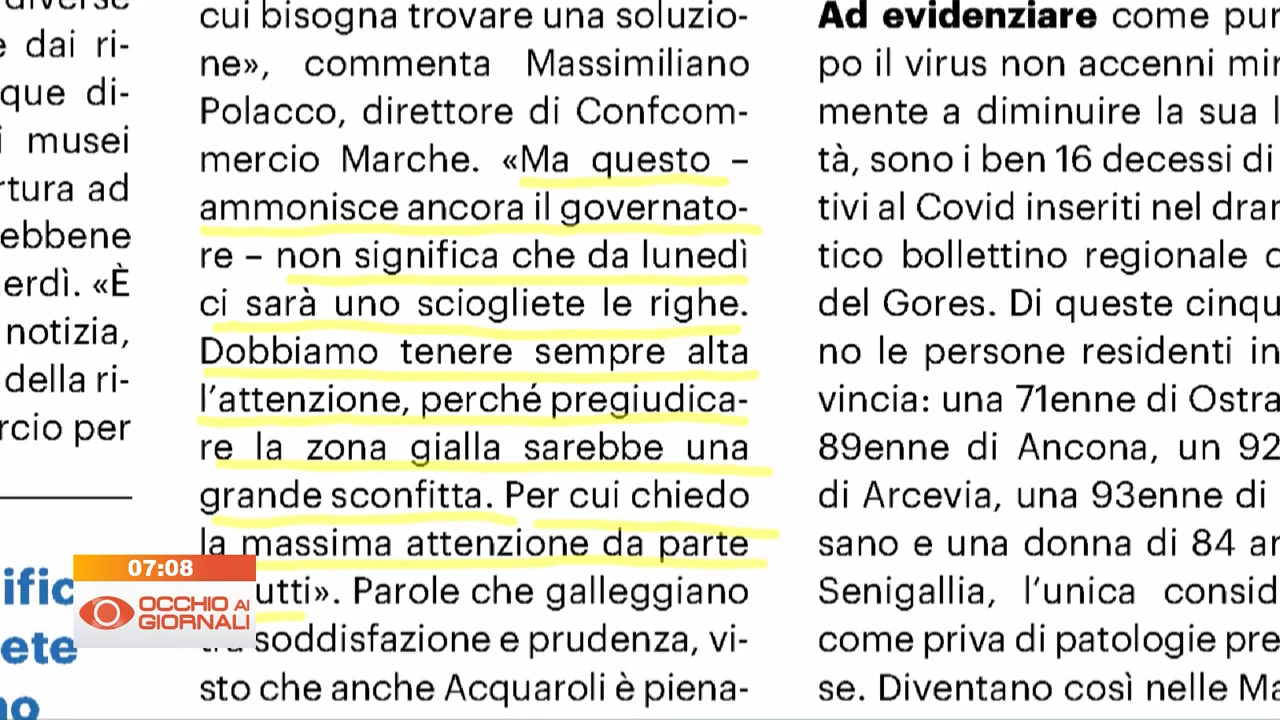 e dai ri-
que di-
i musei
rtura ad
ebbene
erdì. «È
notizia,
della ri-
rcio per
ific
ete
no
cui bisogna trovare una soluzio-
ne», commenta Massimiliano
Polacco, direttore di Confcom-
mercio Marche. «Ma questo –
ammonisce ancora il governato-
re – non significa che da lunedì
ci sarà uno sciogliete le righe.
Dobbiamo tenere sempre alta
l'attenzione, perché pregiudica-
re la zona gialla sarebbe una
grande sconfitta. Per cui chiedo
la massima attenzione da parte
utti». Parole che galleggiano
soddisfazione e prudenza, vi-
sto che anche Acquaroli è piena-
Ad evidenziare come pur
po il virus non accenni mi
mente a diminuire la sua l
tà, sono i ben 16 decessi di
tivi al Covid inseriti nel dra
tico bollettino regionale
del Gores. Di queste cinqu
no le persone residenti in
vincia: una 71enne di Ostra
89enne di Ancona, un 92
di Arcevia, una 93enne di
sano e una donna di 84 a
Senigallia, l'unica consid
come priva di patologie pre
se. Diventano così nelle Ma
07:08
OCCHIO AI
GIORNALI